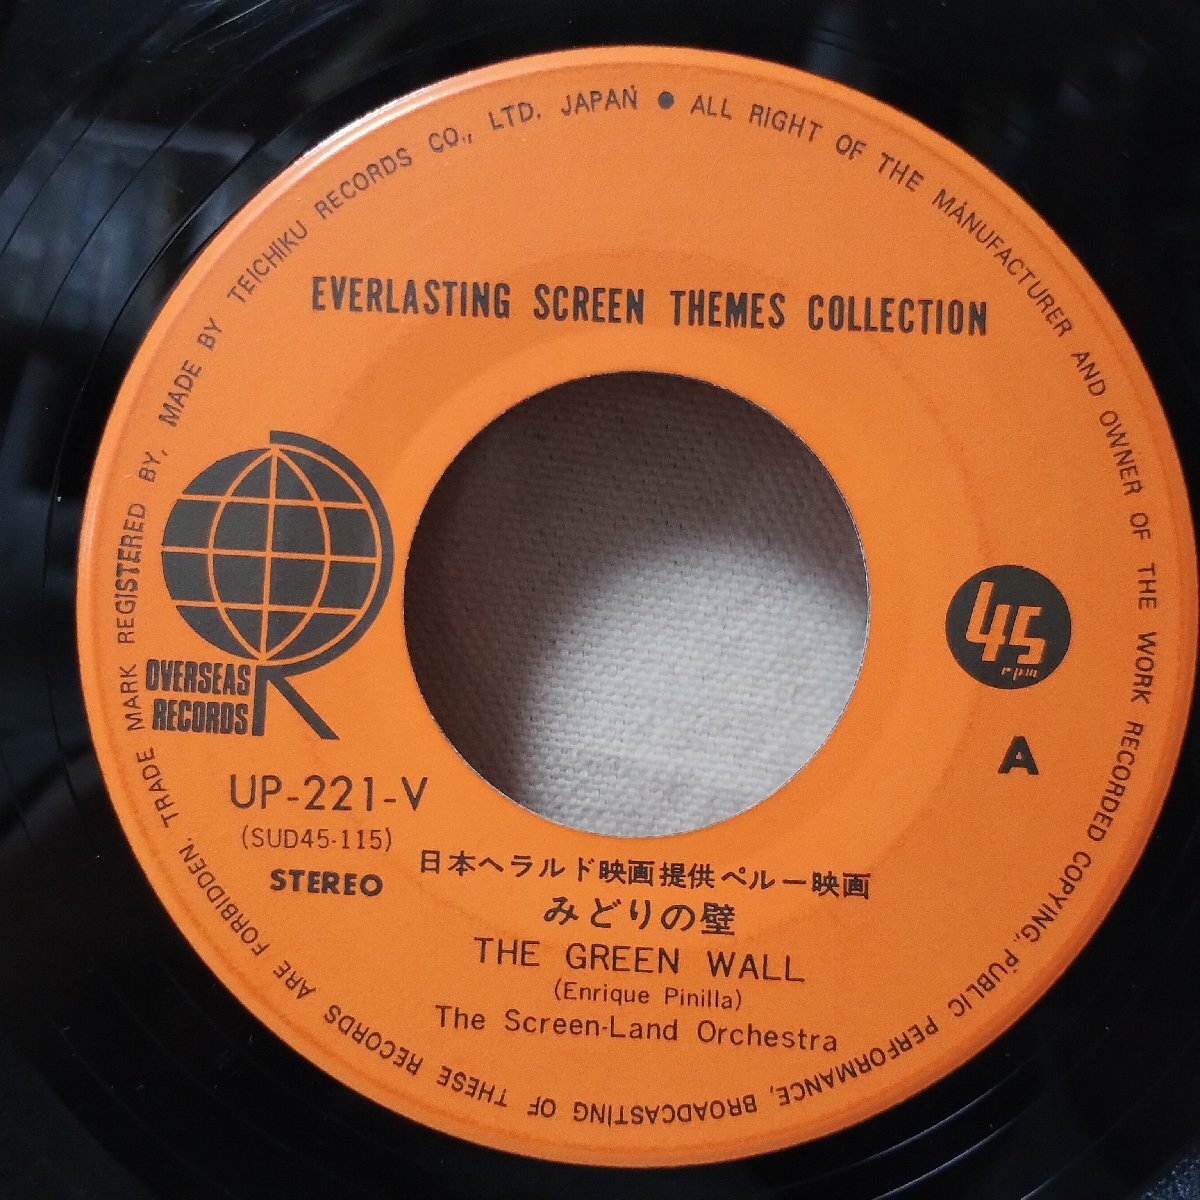 ALL RIGHT OF THE MANUFACTURER AND OWNER OF THE WORK RECORDED COPYING, PUBLIC PERFORMANCE, BROADCASTING OF THESE RECORDS ARE FORBIDDEN, TRADE MARK REGISTERED BY, MADE BY TEICHIKU RECORDS CO., LTD. JAPAN ●
EVERLASTING SCREEN THEMES COLLECTION
OVERSEAS
RECORDS
R
45
rpm
A
UP-221-V
(SUD45-115)
STEREO
日本ヘラルド映画提供ペルー映画
みどりの壁
THE GREEN WALL
(Enrique Pinilla)
The Screen-Land Orchestra